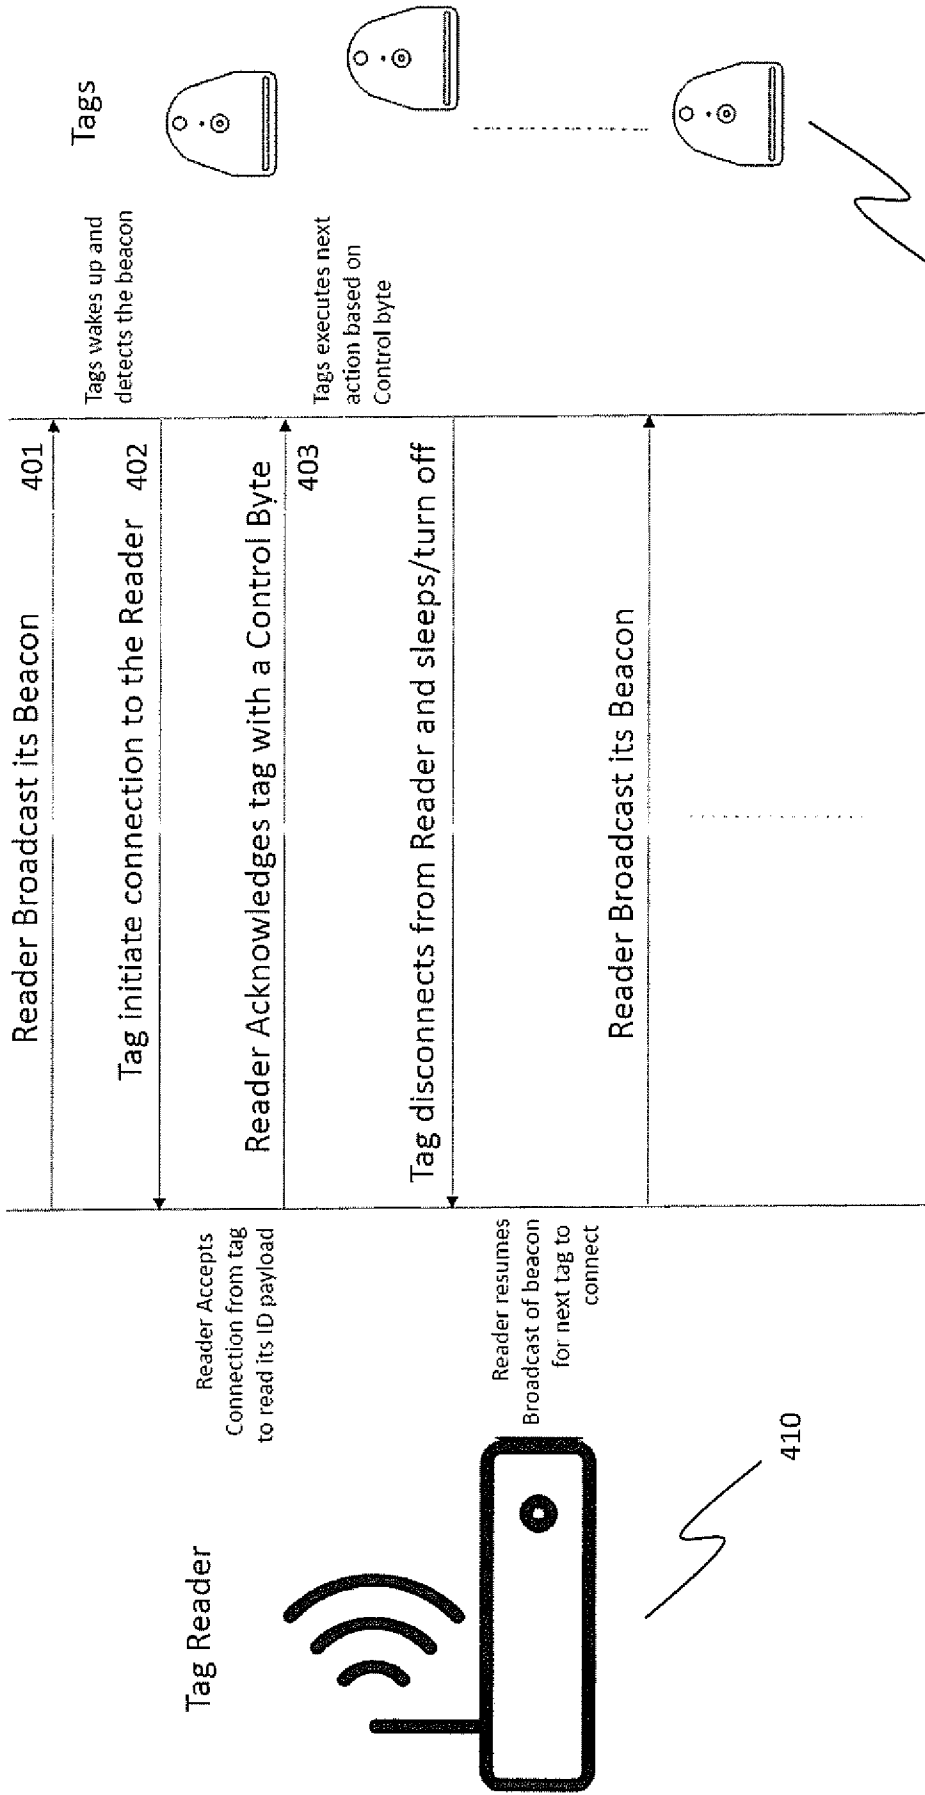 Tag Reader
Tags
Reader Broadcast its Beacon
401
Tags wakes up and
detects the beacon
Tag initiate connection to the Reader
402
Reader Accepts
Connection from tag
to read its ID payload
Reader Acknowledges tag with a Control Byte
403
Tags executes next
action based on
Control byte
Tag disconnects from Reader and sleeps/turn off
Reader resumes
Broadcast of beacon
for next tag to
connect
Reader Broadcast its Beacon
410